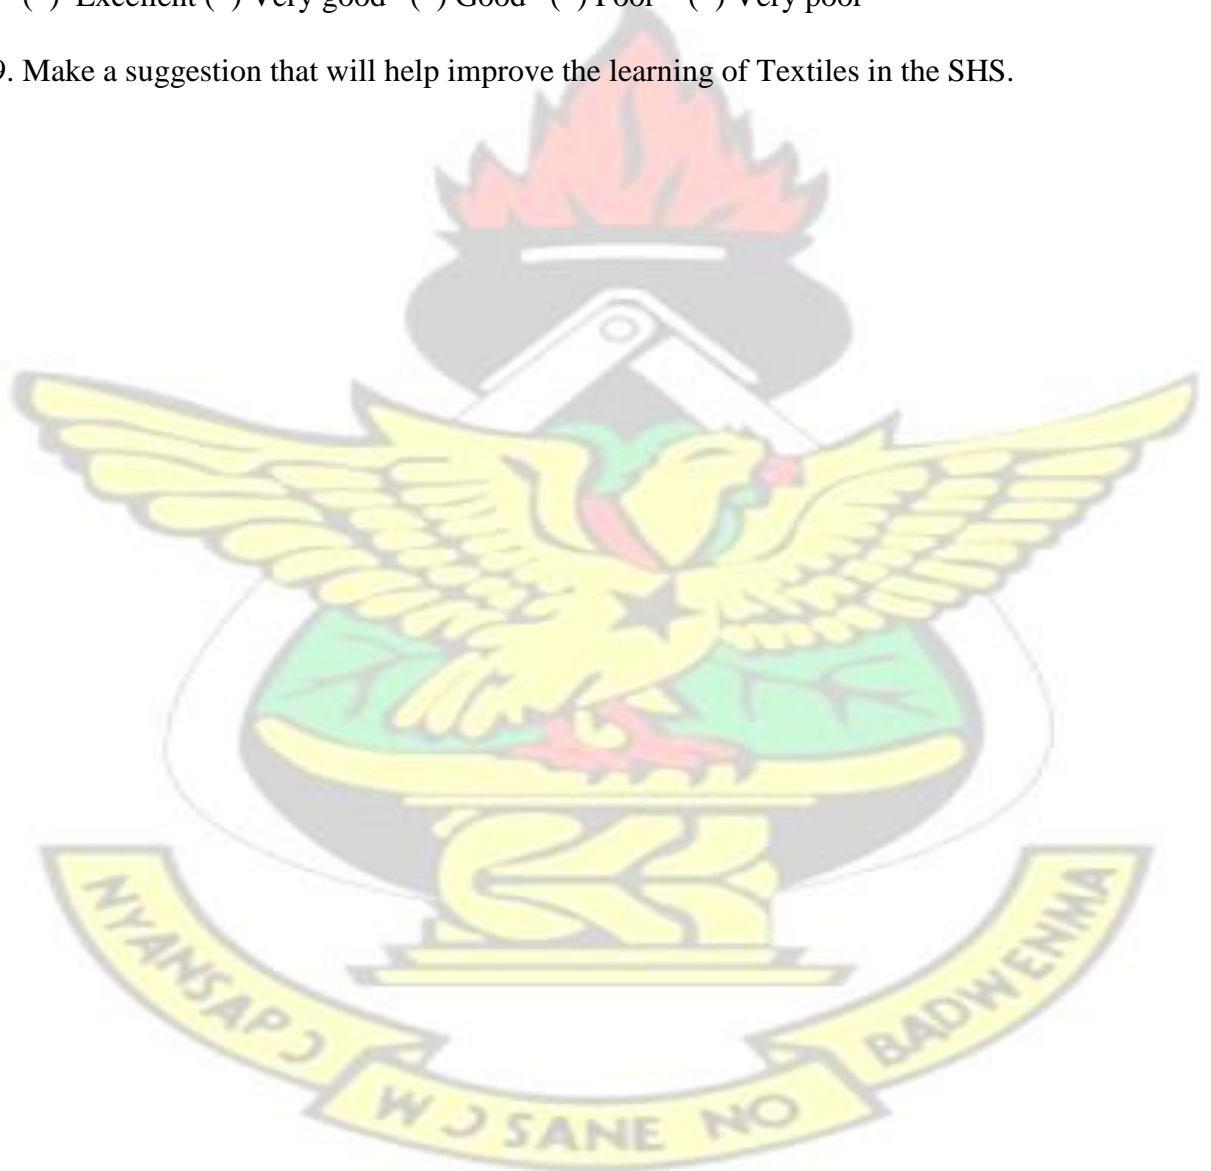 ( ) Excellent ( ) Very good ( ) Good ( ) Poor ( ) Very poor
9. Make a suggestion that will help improve the learning of Textiles in the SHS.
NYANSAPƆ
WƆSANE NO
BADWENMA